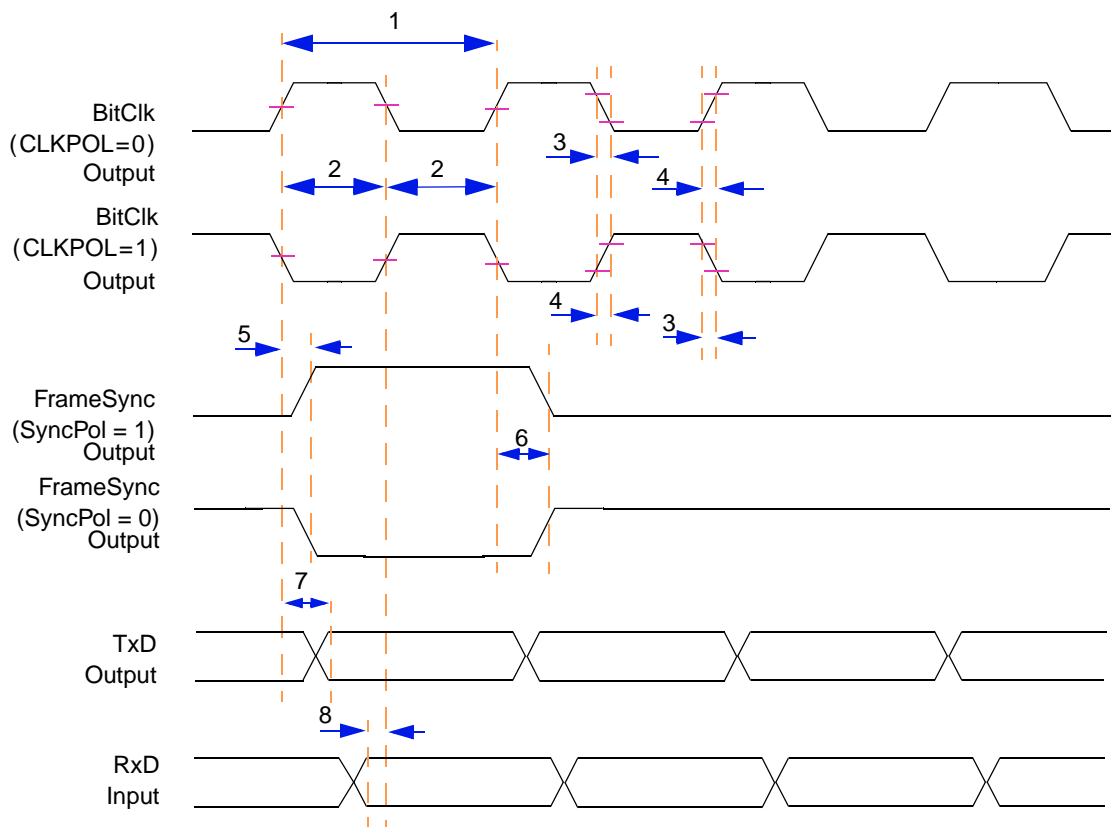 1
BitClk
(CLKPOL=0)
Output
3
2
2
4
BitClk
(CLKPOL=1)
Output
4
3
5
FrameSync
(SyncPol = 1)
Output
6
FrameSync
(SyncPol = 0)
Output
7
TxD
Output
8
RxD
Input